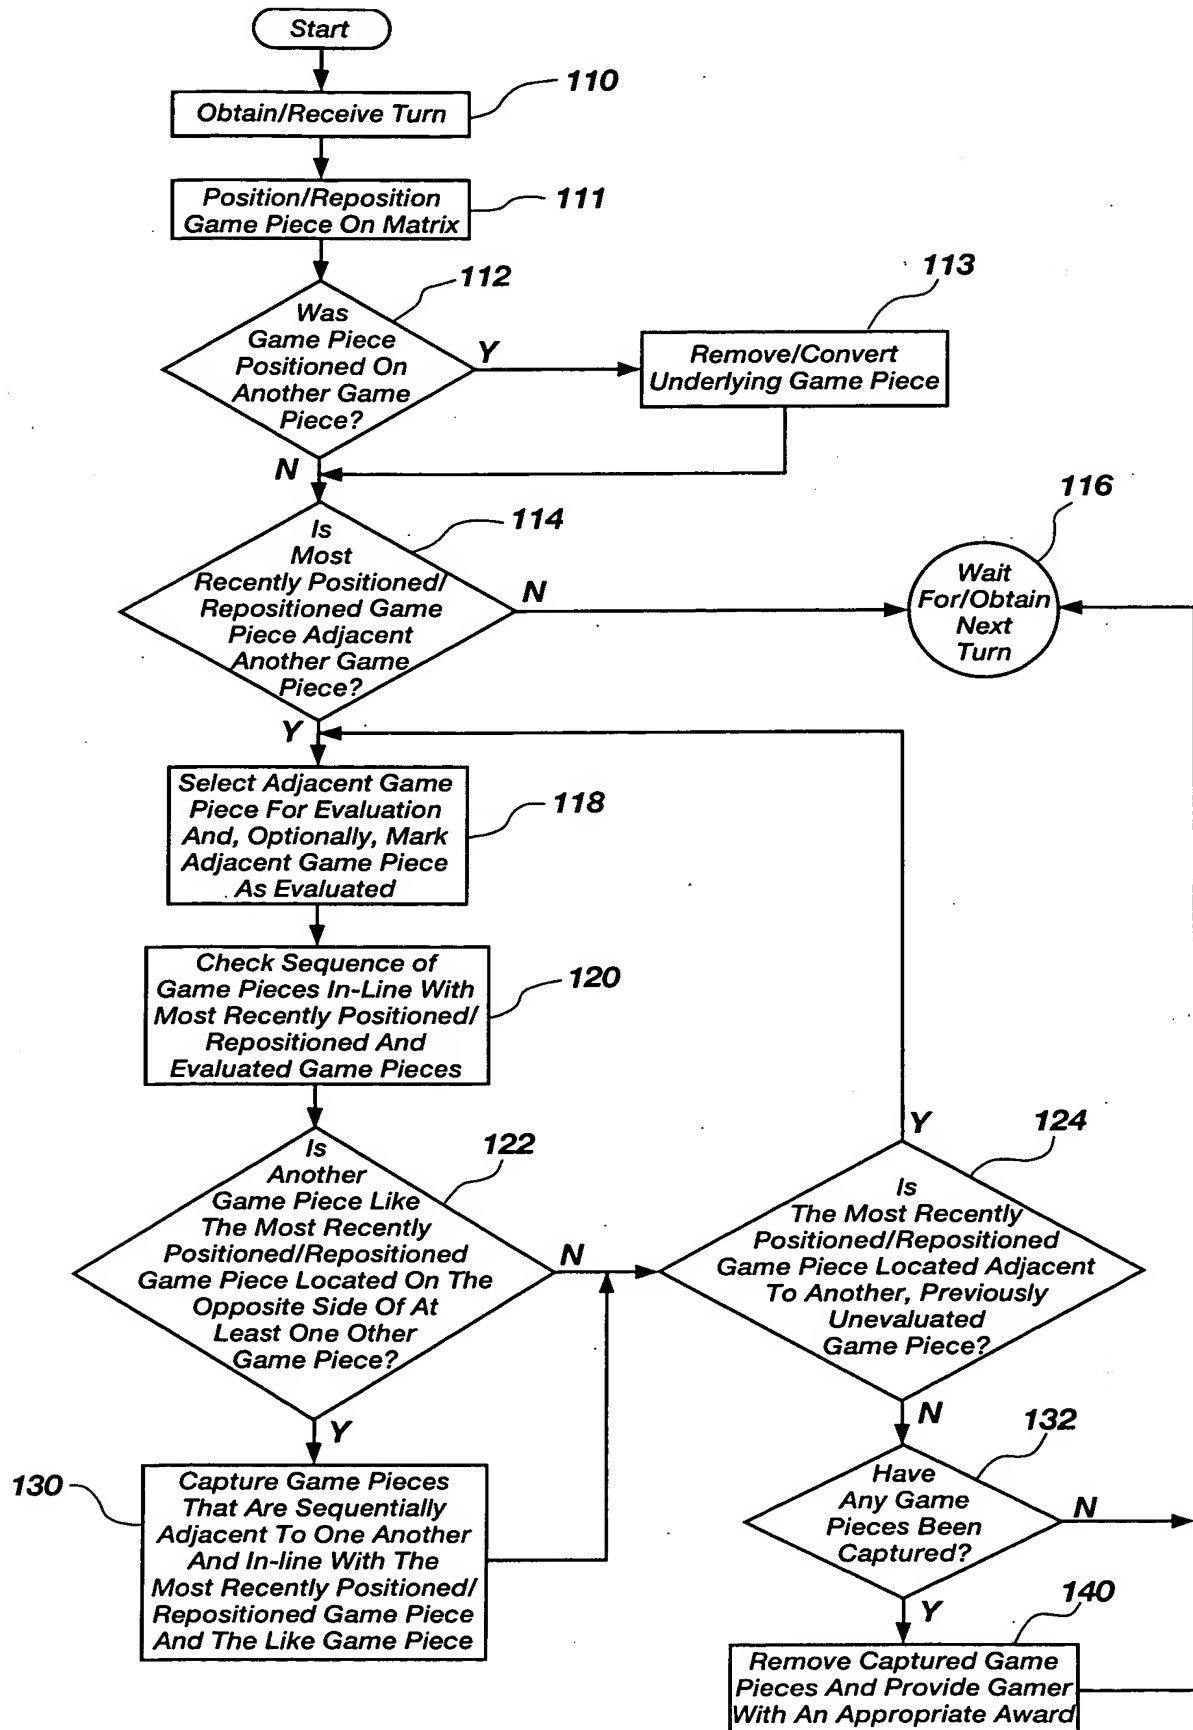 Start
110
Obtain/Receive Turn
Position/Reposition
Game Piece On Matrix
111
112
Was
Game Piece
Positioned On
Another Game
Piece?
Y
N
113
Remove/Convert
Underlying Game Piece
114
Is
Most
Recently Positioned/
Repositioned Game
Piece Adjacent
Another Game
Piece?
N
Y
116
Wait
For/Obtain
Next
Turn
Select Adjacent Game
Piece For Evaluation
And, Optionally, Mark
Adjacent Game Piece
As Evaluated
118
Check Sequence of
Game Pieces In-Line With
Most Recently Positioned/
Repositioned And
Evaluated Game Pieces
120
122
Is
Another
Game Piece Like
The Most Recently
Positioned/Repositioned
Game Piece Located On The
Opposite Side Of At
Least One Other
Game Piece?
N
Y
Y
124
Is
The Most Recently
Positioned/Repositioned
Game Piece Located Adjacent
To Another, Previously
Unevaluated
Game Piece?
N
130
Capture Game Pieces
That Are Sequentially
Adjacent To One Another
And In-line With The
Most Recently Positioned/
Repositioned Game Piece
And The Like Game Piece
132
Have
Any Game
Pieces Been
Captured?
N
Y
140
Remove Captured Game
Pieces And Provide Gamer
With An Appropriate Award